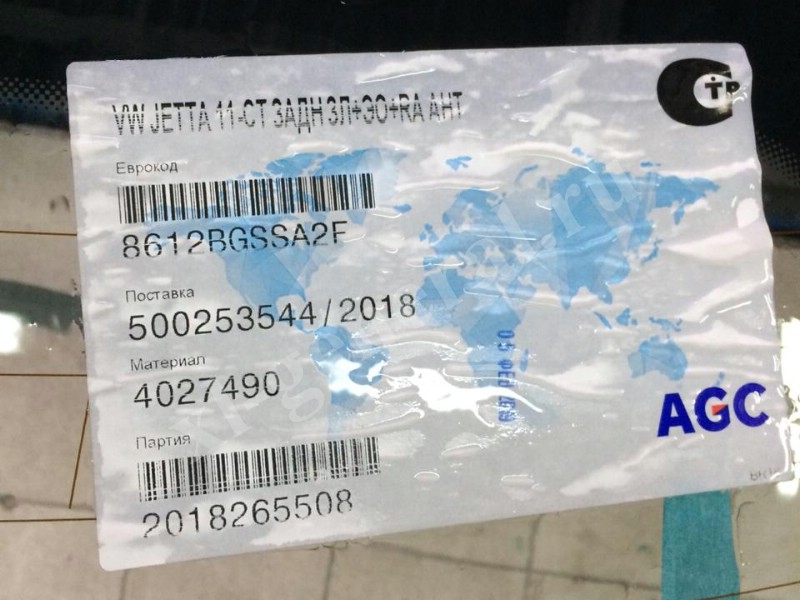 VW JETTA 11-СТ ЗАДН ЗЛ+ЭО+RA АНТ
Еврокод
8612BGSSA2F
Поставка
500253544/2018
Материал
4027490
AGC
Партия
2018265508